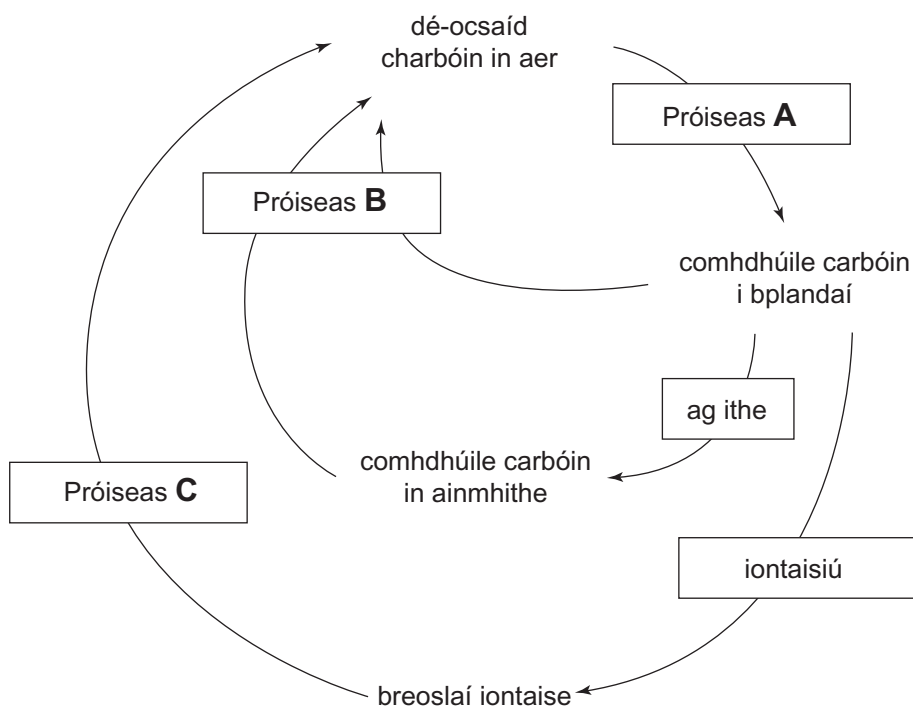 dé-ocsaíd
charbóin in aer
Próiseas A
Próiseas B
comhdhúile carbóin
i bplandaí
ag ithe
comhdhúile carbóin
in ainmhithe
Próiseas C
iontaisiú
breoslaí iontaise